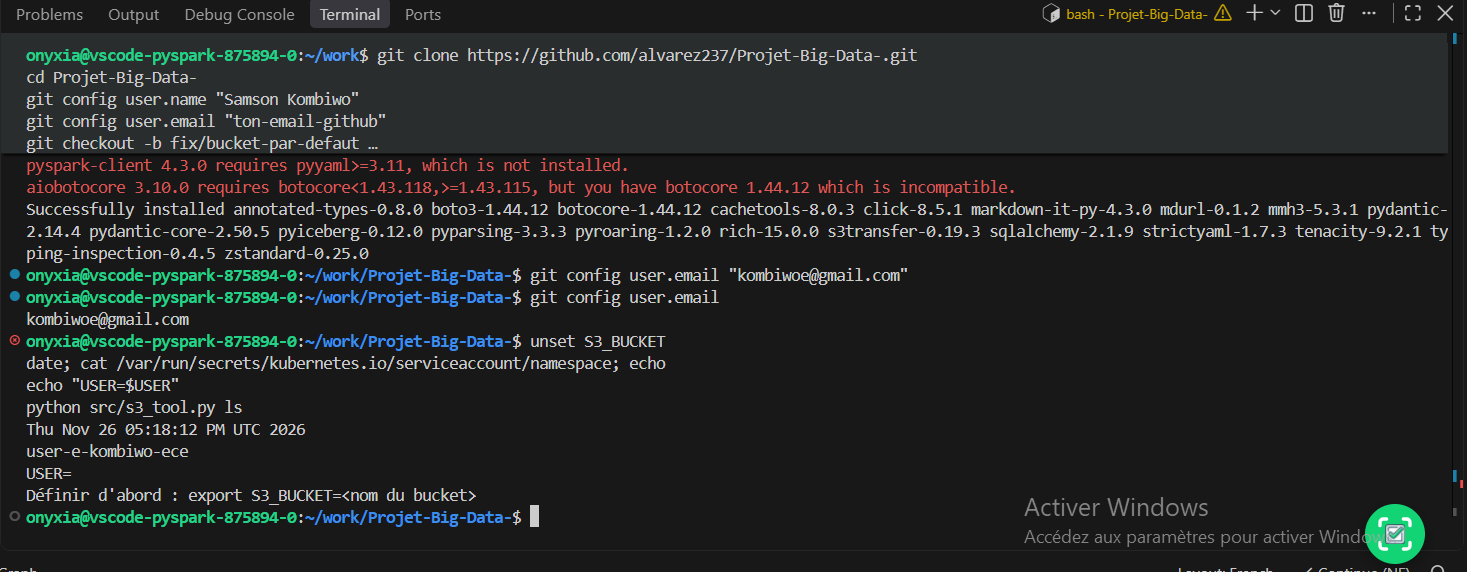 Problems Output Debug Console Terminal Ports bash - Projet-Big-Data-
onyxia@vscode-pyspark-875894-0:~/work$ git clone https://github.com/alvarez237/Projet-Big-Data-.git
cd Projet-Big-Data-
git config user.name "Samson Kombiwo"
git config user.email "ton-email-github"
git checkout -b fix/bucket-par-defaut …
pyspark-client 4.3.0 requires pyyaml>=3.11, which is not installed.
aiobotocore 3.10.0 requires botocore<1.43.118,>=1.43.115, but you have botocore 1.44.12 which is incompatible.
Successfully installed annotated-types-0.8.0 boto3-1.44.12 botocore-1.44.12 cachetools-8.0.3 click-8.5.1 markdown-it-py-4.3.0 mdurl-0.1.2 mmh3-5.3.1 pydantic-
2.14.4 pydantic-core-2.50.5 pyiceberg-0.12.0 pyparsing-3.3.3 pyroaring-1.2.0 rich-15.0.0 s3transfer-0.19.3 sqlalchemy-2.1.9 strictyaml-1.7.3 tenacity-9.2.1 ty
ping-inspection-0.4.5 zstandard-0.25.0
onyxia@vscode-pyspark-875894-0:~/work/Projet-Big-Data-$ git config user.email "kombiwoe@gmail.com"
onyxia@vscode-pyspark-875894-0:~/work/Projet-Big-Data-$ git config user.email
kombiwoe@gmail.com
onyxia@vscode-pyspark-875894-0:~/work/Projet-Big-Data-$ unset S3_BUCKET
date; cat /var/run/secrets/kubernetes.io/serviceaccount/namespace; echo
echo "USER=$USER"
python src/s3_tool.py ls
Thu Nov 26 05:18:12 PM UTC 2026
user-e-kombiwo-ece
USER=
Définir d'abord : export S3_BUCKET=<nom du bucket>
onyxia@vscode-pyspark-875894-0:~/work/Projet-Big-Data-$
Activer Windows
Accédez aux paramètres pour activer Windows
Layout: French